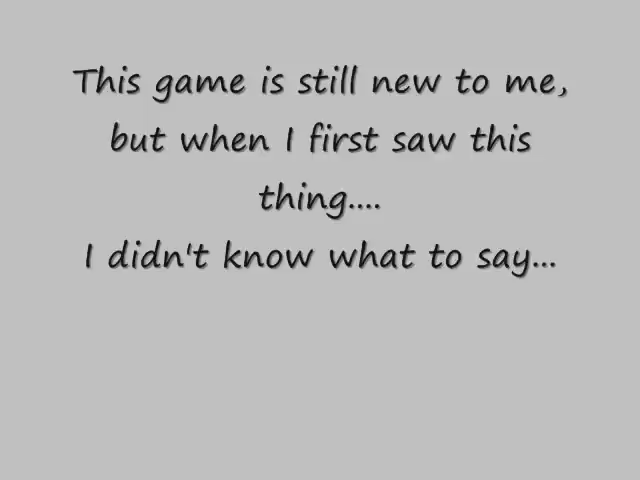 This game is still new to me,
but when I first saw this
thing....
I didn't know what to say...